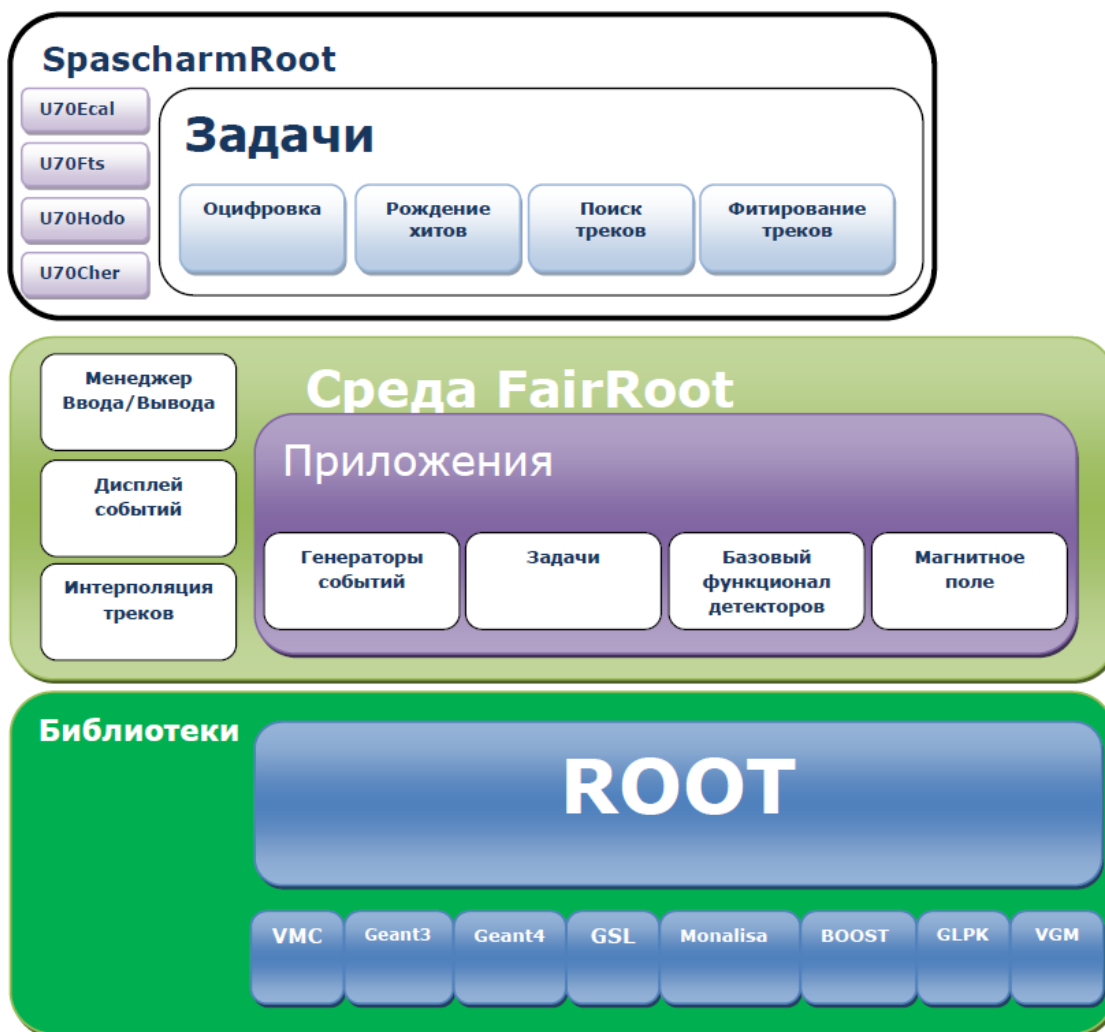 SpascharmRoot
U70Ecal
U70Fts
U70Hodo
U70Cher
Задачи
Оцифровка
Рождение
хитов
Поиск
треков
Фитирование
треков
Среда FairRoot
Менеджер
Ввода/Вывода
Дисплей
событий
Интерполяция
треков
Приложения
Генераторы
событий
Задачи
Базовый
функционал
детекторов
Магнитное
поле
Библиотеки
ROOT
VMC
Geant3
Geant4
GSL
Monalisa
BOOST
GLPK
VGM